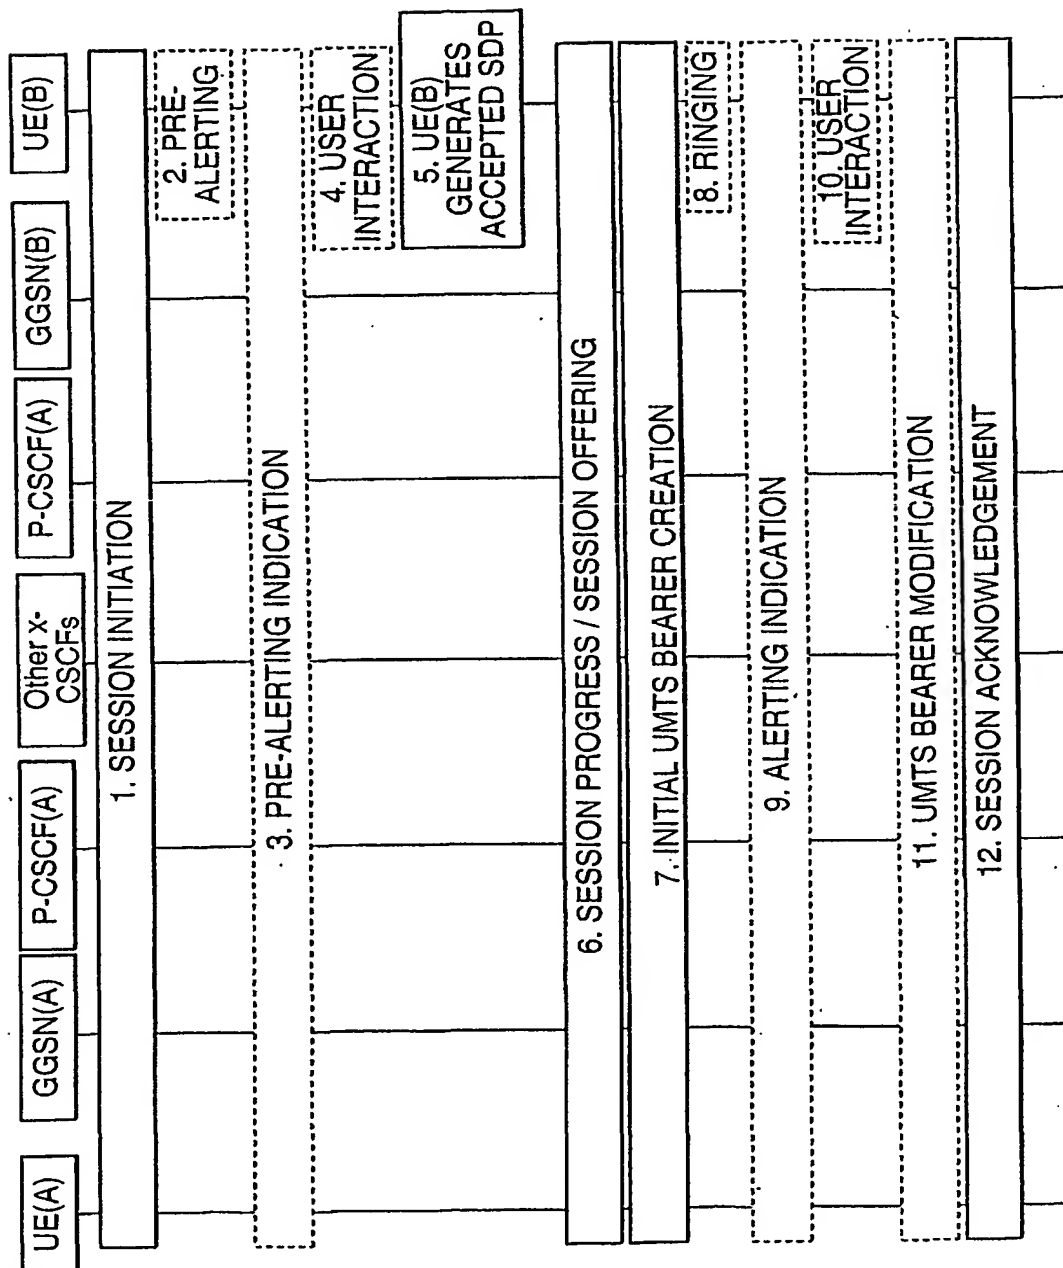 UE(A)
GGSN(A)
P-CSCF(A)
Other x-
CSCFs
P-CSCF(A)
GGSN(B)
UE(B)
1. SESSION INITIATION
2. PRE-
ALERTING
3. PRE-ALERTING INDICATION
4. USER
INTERACTION
5. UE(B)
GENERATES
ACCEPTED SDP
6. SESSION PROGRESS / SESSION OFFERING
7. INITIAL UMTS BEARER CREATION
8. RINGING
9. ALERTING INDICATION
10. USER
INTERACTION
11. UMTS BEARER MODIFICATION
12. SESSION ACKNOWLEDGEMENT